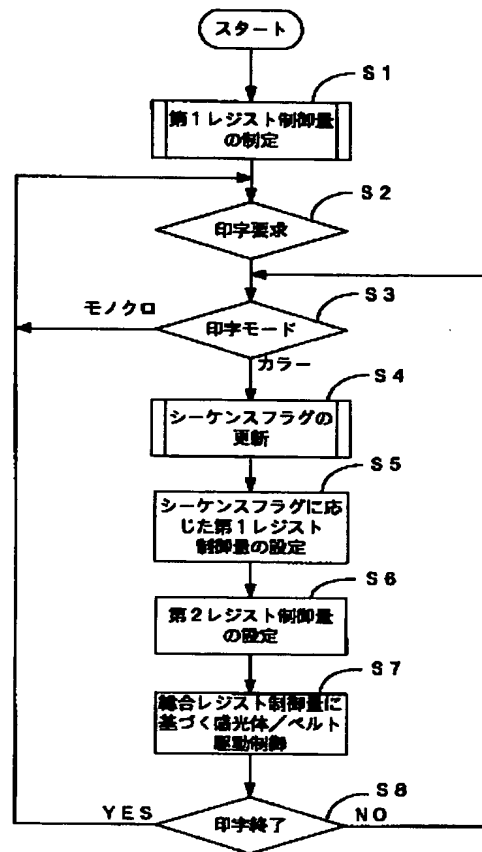 スタート
S1
第1レジスト制御量
の制定
S2
印字要求
S3
印字モード
モノクロ
カラー
S4
シーケンスフラグの
更新
S5
シーケンスフラグに応
じた第1レジスト
制御量の設定
S6
第2レジスト制御量
の設定
S7
総合レジスト制御量に
基づく感光体/ベルト
駆動制御
S8
印字終了
YES
NO